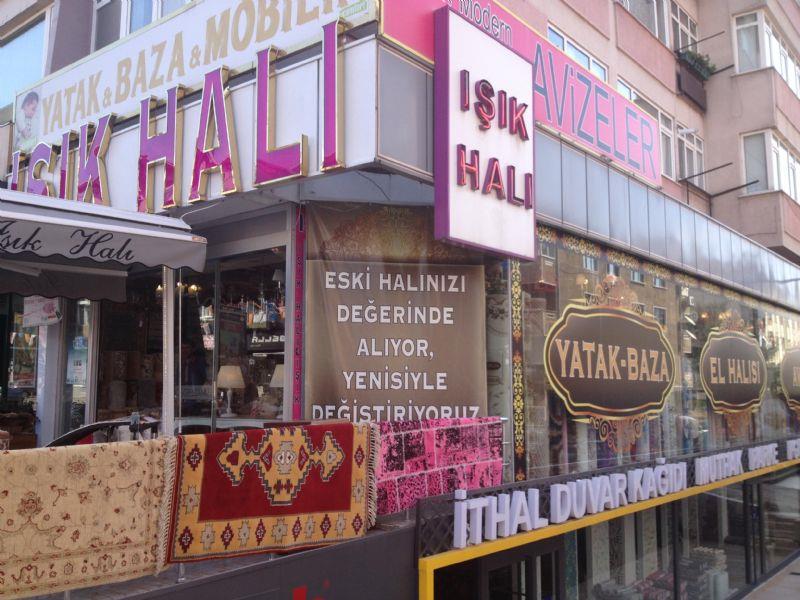 YATAK & BAZA & MOBİL
IŞIK HALI
Işık Halı
Modern
AVİZELER
IŞIK
HALI
ESKİ HALINIZI
DEĞERİNDE
ALIYOR,
YENİSİYLE
DEĞİŞTİRİYORUZ
YATAK-BAZA
EL HALISI
İTHAL DUVAR KAĞIDI MUTFAK PARKE